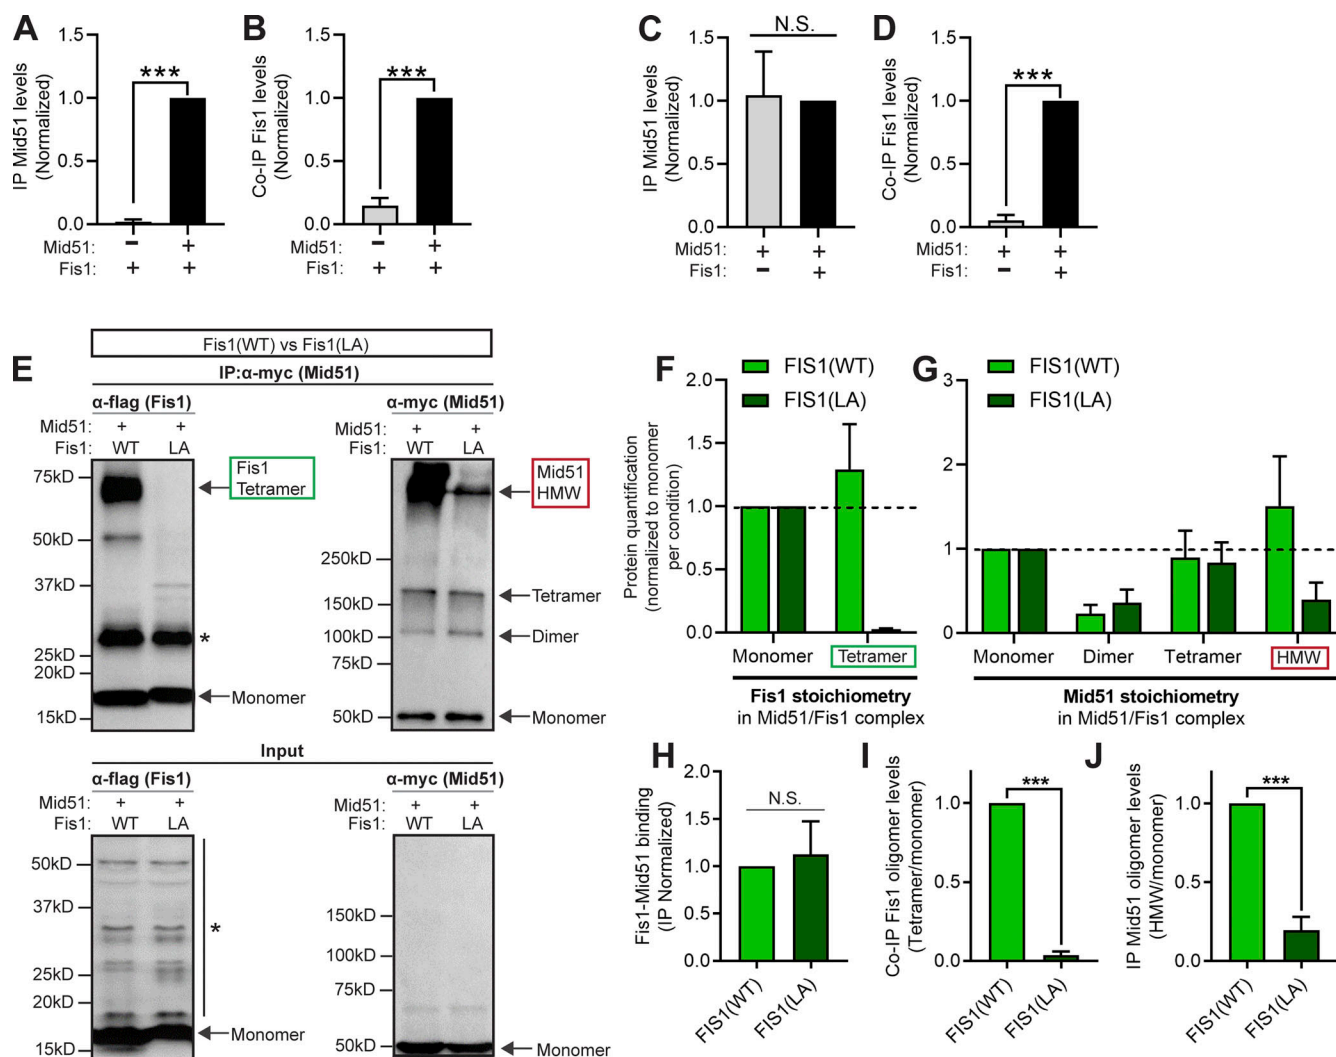 A
IP Mid51 levels
(Normalized)
1.5
1.0
0.5
0.0
***
Mid51: - +
Fis1: + +
B
Co-IP Fis1 levels
(Normalized)
1.5
1.0
0.5
0.0
***
Mid51: - +
Fis1: + +
C
IP Mid51 levels
(Normalized)
1.5
1.0
0.5
0.0
N.S.
Mid51: + +
Fis1: - +
D
Co-IP Fis1 levels
(Normalized)
1.5
1.0
0.5
0.0
***
Mid51: + +
Fis1: - +
E
Fis1(WT) vs Fis1(LA)
IP:α-myc (Mid51)
α-flag (Fis1)
Mid51: + +
Fis1: WT LA
75kD
50kD
37kD
25kD
20kD
15kD
Fis1
Tetramer
*
Monomer
α-myc (Mid51)
Mid51: + +
Fis1: WT LA
250kD
150kD
100kD
75kD
50kD
Mid51
HMW
Tetramer
Dimer
Monomer
Input
α-flag (Fis1)
Mid51: + +
Fis1: WT LA
50kD
37kD
25kD
20kD
15kD
*
Monomer
α-myc (Mid51)
Mid51: + +
Fis1: WT LA
150kD
100kD
75kD
50kD
Monomer
F
FIS1(WT)
FIS1(LA)
Protein quantification
(normalized to monomer
per condition)
2.0
1.5
1.0
0.5
0.0
Monomer Tetramer
Fis1 stoichiometry
in Mid51/Fis1 complex
G
FIS1(WT)
FIS1(LA)
3
2
1
0
Monomer Dimer Tetramer HMW
Mid51 stoichiometry
in Mid51/Fis1 complex
H
Fis1-Mid51 binding
(IP Normalized)
2.0
1.5
1.0
0.5
0.0
N.S.
FIS1(WT) FIS1(LA)
I
Co-IP Fis1 oligomer levels
(Tetramer/monomer)
1.0
0.5
0.0
***
FIS1(WT) FIS1(LA)
J
IP Mid51 oligomer levels
(HMW/monomer)
1.0
0.5
0.0
***
FIS1(WT) FIS1(LA)